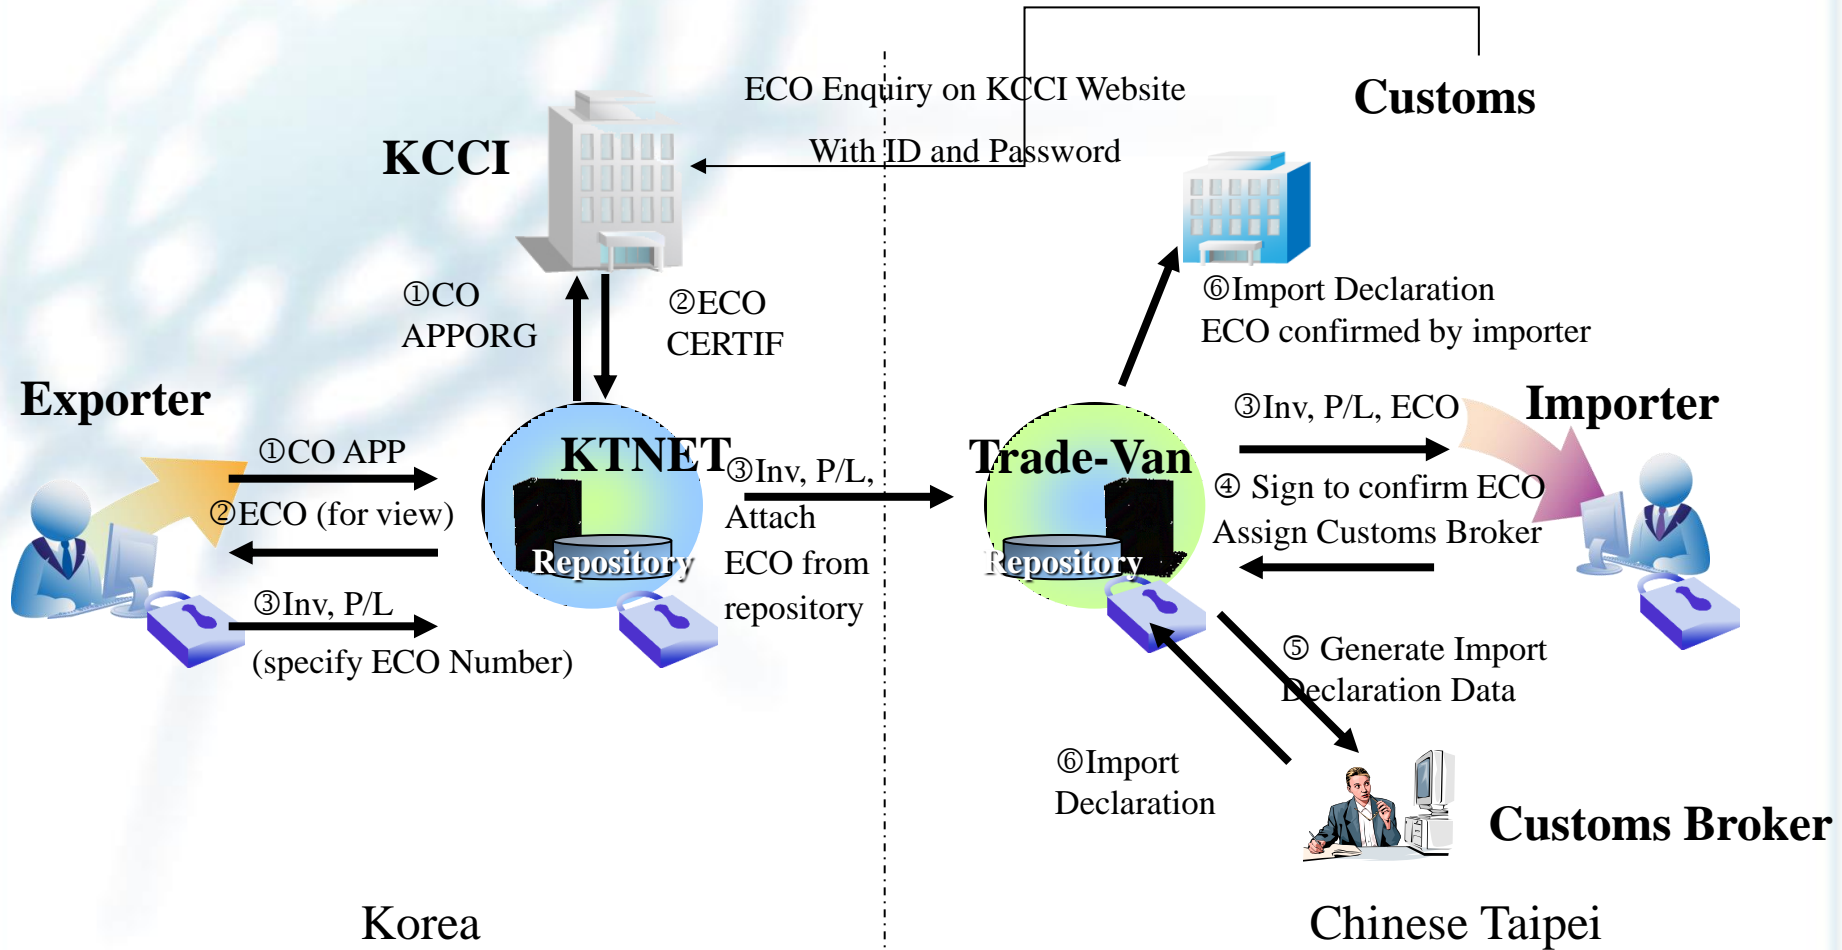 ECO Enquiry on KCCI Website
With ID and Password
Customs
KCCI
①CO
APPORG
②ECO
CERTIF
⑥Import Declaration
ECO confirmed by importer
Exporter
①CO APP
②ECO (for view)
③Inv, P/L
(specify ECO Number)
KTNET
Repository
③Inv, P/L,
Attach
ECO from
repository
Trade-Van
Repository
③Inv, P/L, ECO
④ Sign to confirm ECO
Assign Customs Broker
Importer
⑤ Generate Import
Declaration Data
⑥Import
Declaration
Customs Broker
Korea
Chinese Taipei